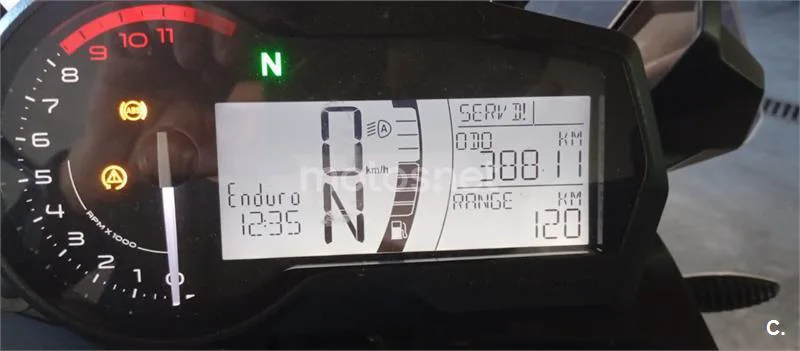 11
10
9
8
7
6
5
4
3
2
1
0
RPM X 1000
ABS
N
0
km/h
A
N
Enduro
12:35
SERV D!
ODO KM
38811
RANGE KM
120
motos.net
C.